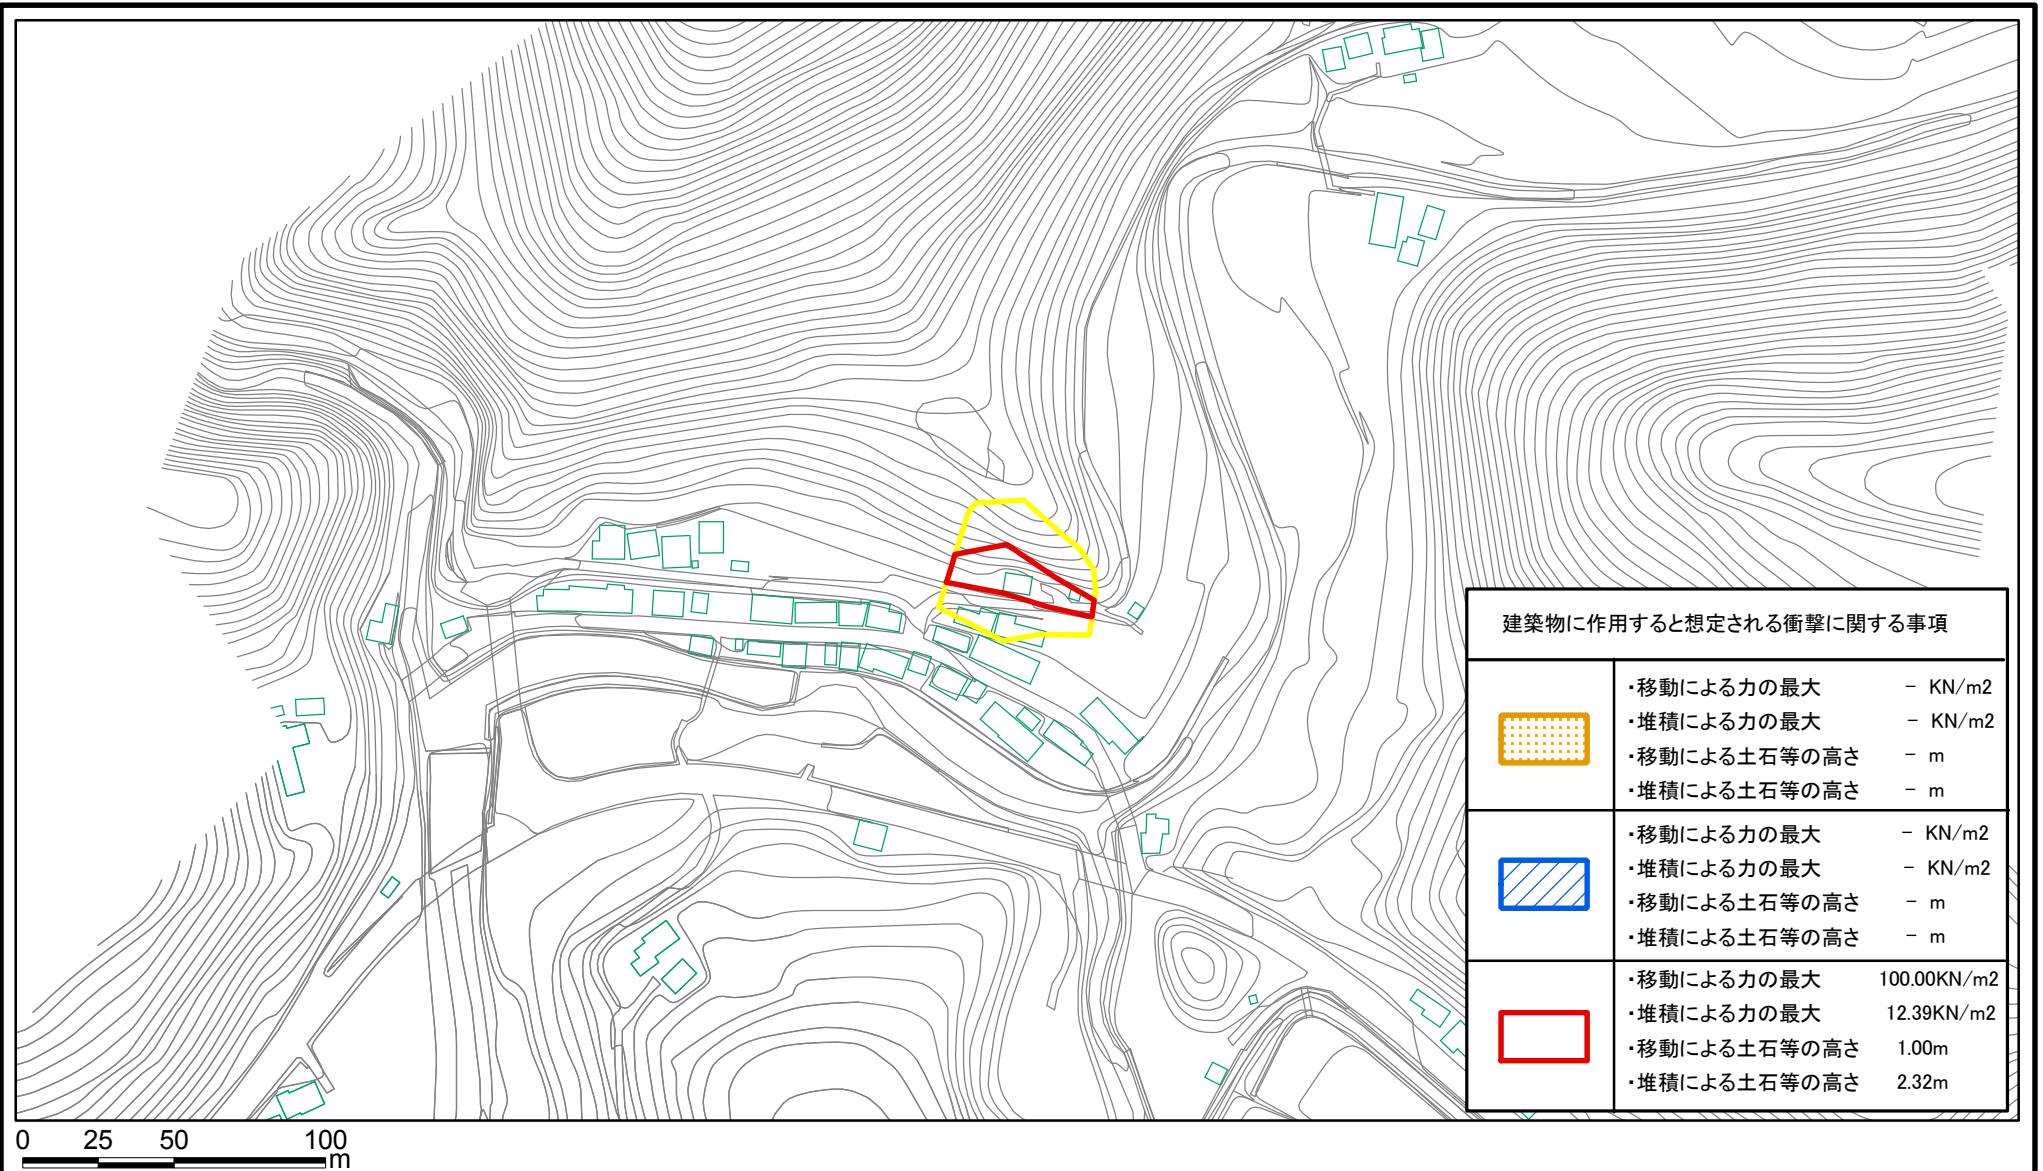 建築物に作用すると想定される衝撃に関する事項
・移動による力の最大 － KN/m2
・堆積による力の最大 － KN/m2
・移動による土石等の高さ － m
・堆積による土石等の高さ － m
・移動による力の最大 － KN/m2
・堆積による力の最大 － KN/m2
・移動による土石等の高さ － m
・堆積による土石等の高さ － m
・移動による力の最大 100.00KN/m2
・堆積による力の最大 12.39KN/m2
・移動による土石等の高さ 1.00m
・堆積による土石等の高さ 2.32m
0 25 50 100
m